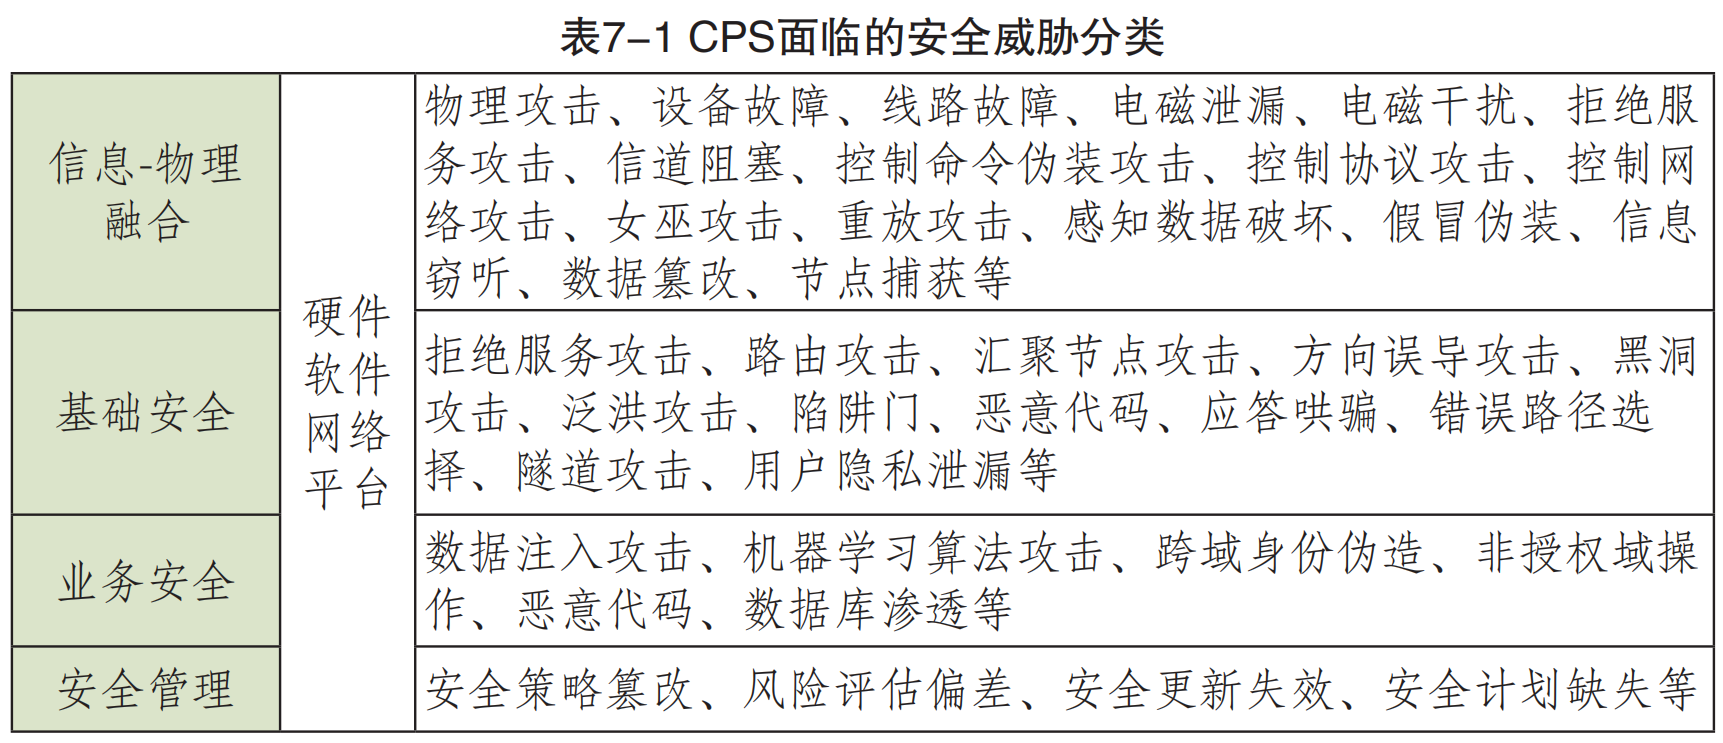 表7-1 CPS面临的安全威胁分类
信息-物理
融合
硬件
软件
网络
平台
物理攻击、设备故障、线路故障、电磁泄漏、电磁干扰、拒绝服
务攻击、信道阻塞、控制命令伪装攻击、控制协议攻击、控制网
络攻击、女巫攻击、重放攻击、感知数据破坏、假冒伪装、信息
窃听、数据篡改、节点捕获等
基础安全
拒绝服务攻击、路由攻击、汇聚节点攻击、方向误导攻击、黑洞
攻击、泛洪攻击、陷阱门、恶意代码、应答哄骗、错误路径选
择、隧道攻击、用户隐私泄漏等
业务安全
数据注入攻击、机器学习算法攻击、跨域身份伪造、非授权域操
作、恶意代码、数据库渗透等
安全管理
安全策略篡改、风险评估偏差、安全更新失效、安全计划缺失等